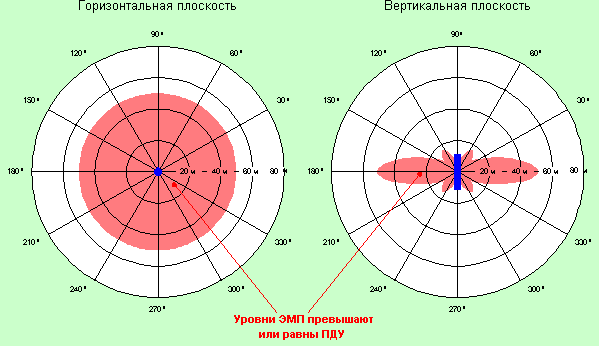 Горизонтальная плоскость
Вертикальная плоскость
90°
120°
60°
150°
30°
180°
20 м
40 м
60 м
80 м
210°
330°
240°
300°
270°
90°
120°
60°
150°
30°
180°
20 м
40 м
60 м
80 м
210°
330°
240°
300°
270°
Уровни ЭМП превышают
или равны ПДУ